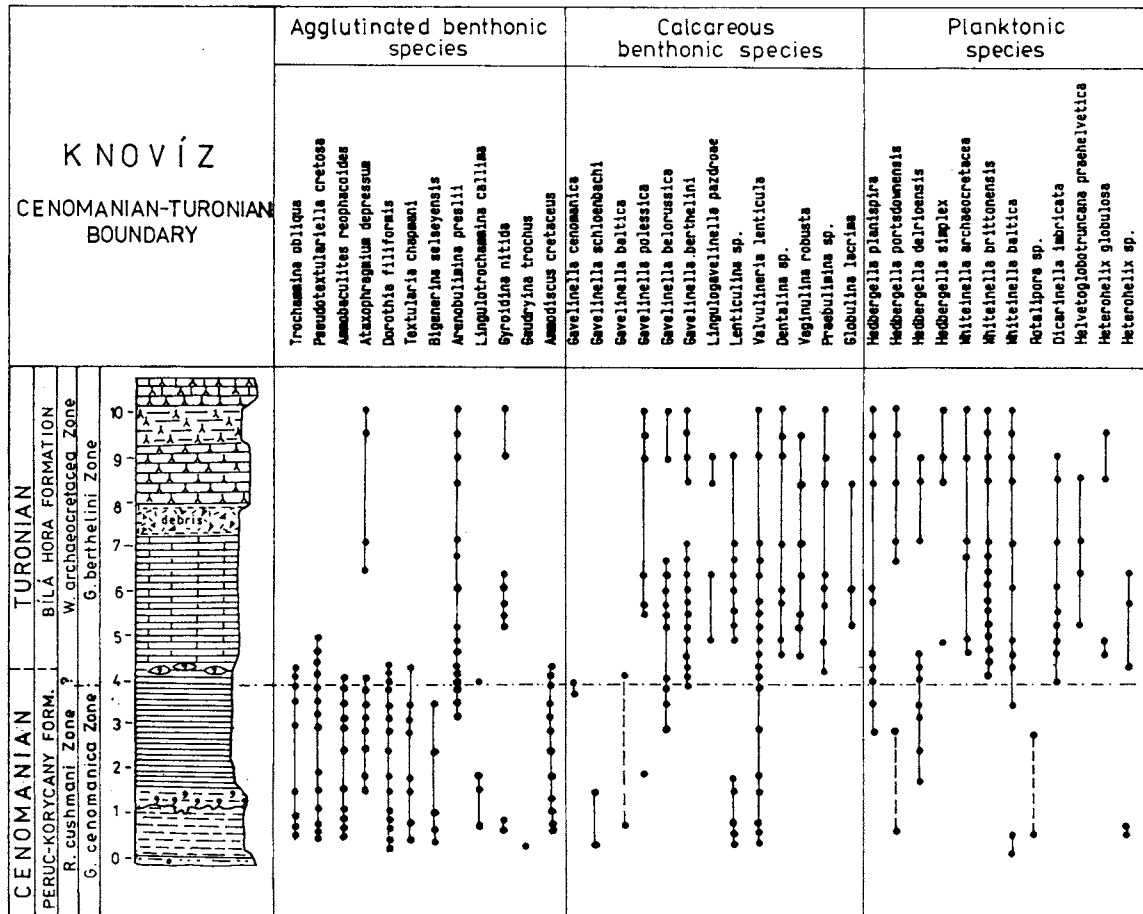 Agglutinated benthonic
species
Calcareous
benthonic species
Planktonic
species
KNOVÍZ
CENOMANIAN-TURONIAN
BOUNDARY
Trochammina obliqua
Pseudotextulariella cretosa
Ammobaculites reophacoides
Ataxophragmium depressum
Dorothia filiformis
Textularia chapmani
Bigenerina selseyensis
Arenobulimina preslii
Lingulotrochammina callima
Gyroidina nitida
Gaudryina trochus
Ammodiscus cretaceus
Gavelinella cenomanica
Gavelinella schloenbachi
Gavelinella baltica
Gavelinella polessica
Gavelinella belorussica
Gavelinella.berthelini
Lingulogavelinella pazdroae
Lenticulina sp.
Valvulineria lenticula
Dentalina sp.
Vaginulina robusta
Praebulimina sp.
Globulina lacrima
Hedbergella planispira
Hedbergella portsdownensis
Hedbergella delrioensis
Hedbergella simplex
Whiteinella archaeocretacea
Whiteinella brittonensis
Whiteinella baltica
Rotalipora sp.
Dicarinella imbricata
Helvetoglobotruncana praehelvetica
Heterohelix globulosa
Heterohelix sp.
TURONIAN
CENOMANIAN
BÍLÁ HORA FORMATION
PERUC-KORYCANY FORM.
W. archaeocretacea Zone
R. cushmani Zone ?
G. berthelini Zone
G. cenomanica Zone
10
9
8
debris
7
6
5
4
3
2
1
0